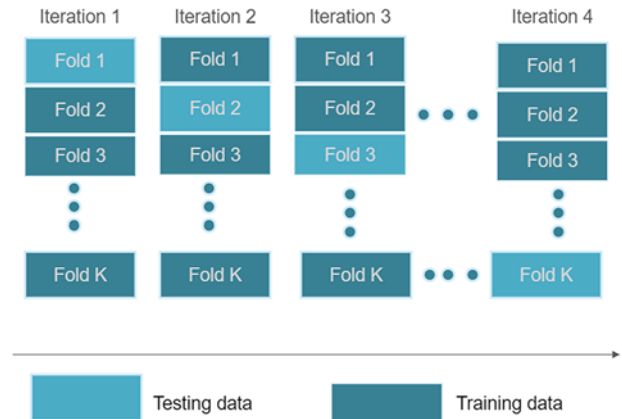 Iteration 1 Iteration 2 Iteration 3 Iteration 4
Fold 1 Fold 1 Fold 1 Fold 1
Fold 2 Fold 2 Fold 2 Fold 2
Fold 3 Fold 3 Fold 3 Fold 3
Fold K Fold K Fold K Fold K
Testing data Training data